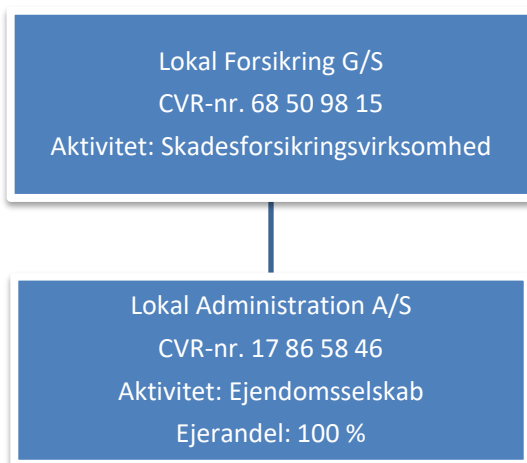 Lokal Forsikring G/S
CVR-nr. 68 50 98 15
Aktivitet: Skadesforsikringsvirksomhed
Lokal Administration A/S
CVR-nr. 17 86 58 46
Aktivitet: Ejendomsselskab
Ejerandel: 100 %